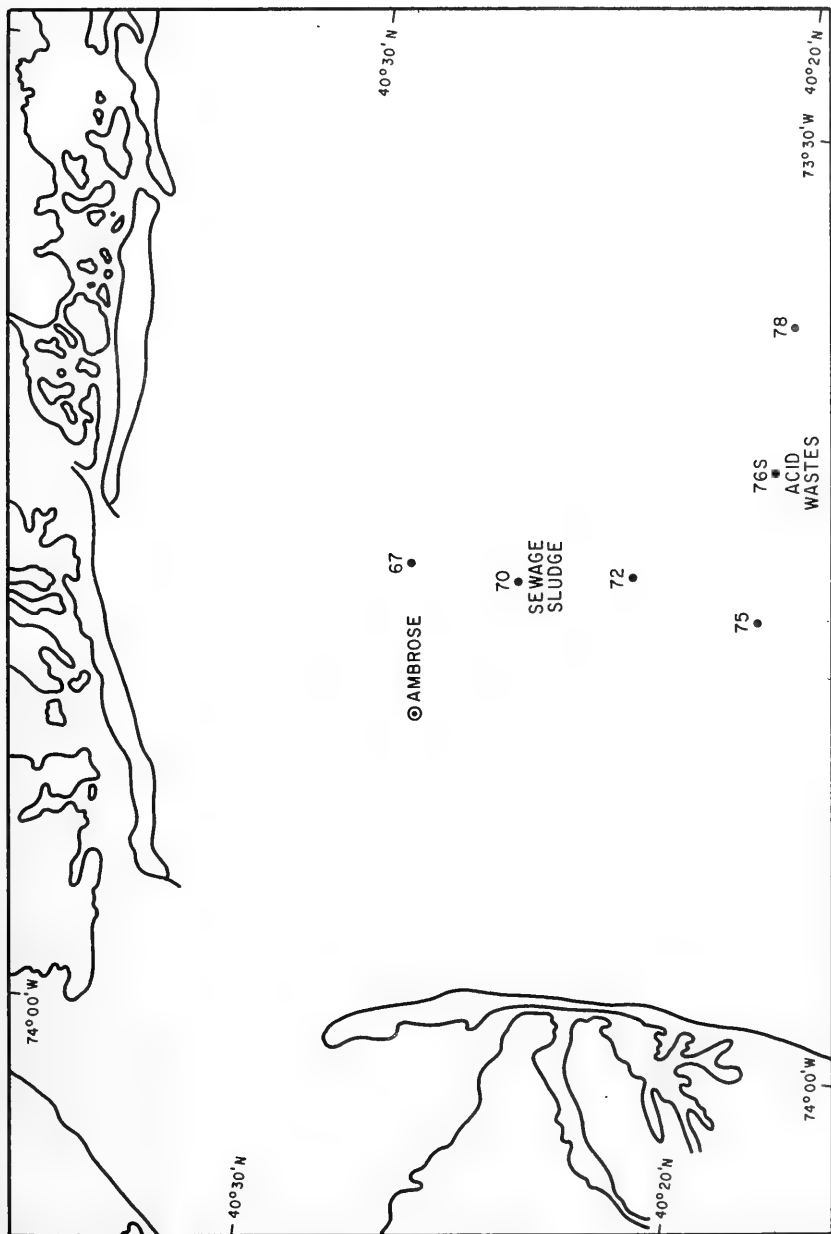 74°00'W
40°30'N
40°30'N
67
AMBROSE
70
SEWAGE
SLUDGE
72
75
76S
ACID
WASTES
78
73°30'W
40°20'N
74°00'W
40°20'N